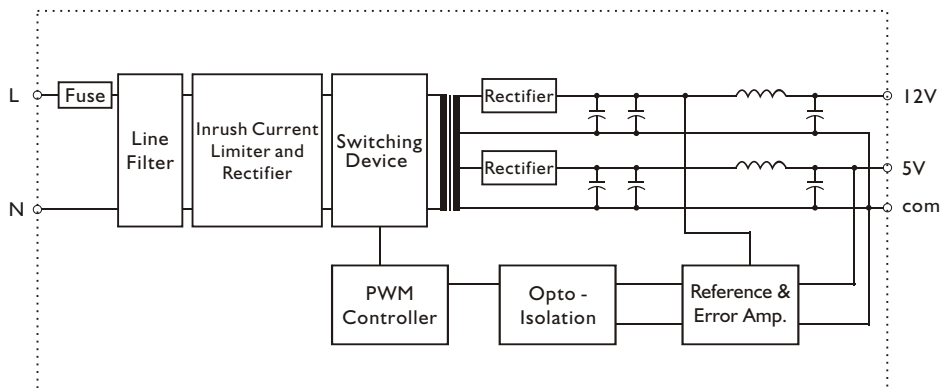 L
Fuse
Line
Filter
Inrush Current
Limiter and
Rectifier
Switching
Device
Rectifier
12V
Rectifier
5V
N
com
PWM
Controller
Opto -
Isolation
Reference &
Error Amp.